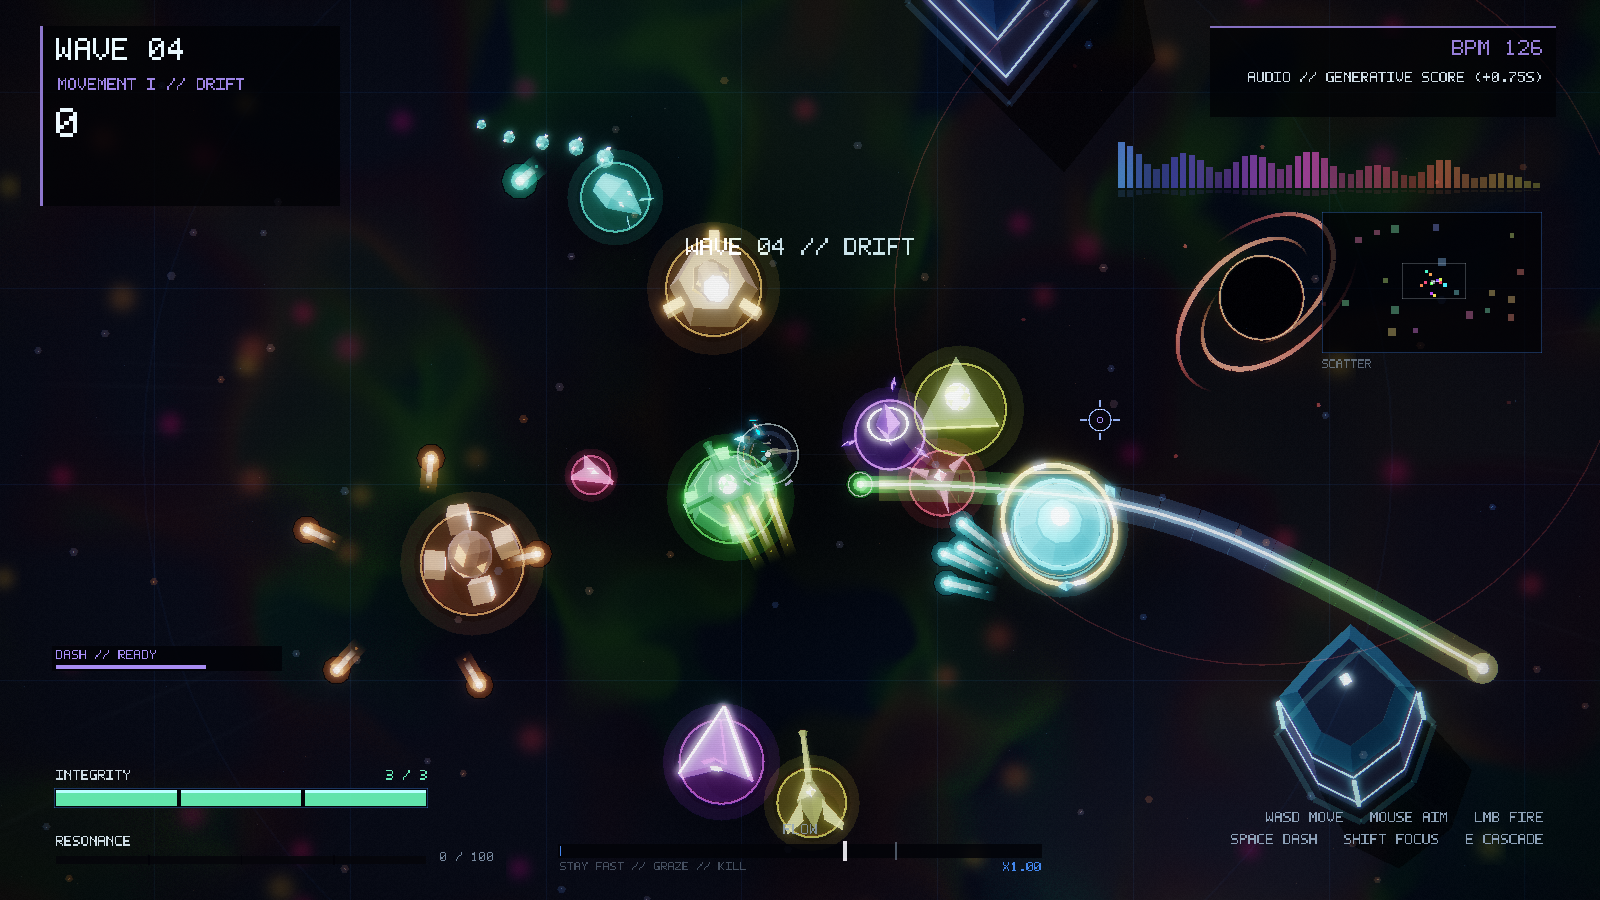 WAVE 04
MOVEMENT I // DRIFT
0
BPM 126
AUDIO // GENERATIVE SCORE (+0.75S)
WAVE 04 // DRIFT
SCATTER
DASH // READY
INTEGRITY 3 / 3
RESONANCE
0 / 100
STAY FAST // GRAZE // KILL
X1.00
WASD MOVE MOUSE AIM LMB FIRE
SPACE DASH SHIFT FOCUS E CASCADE